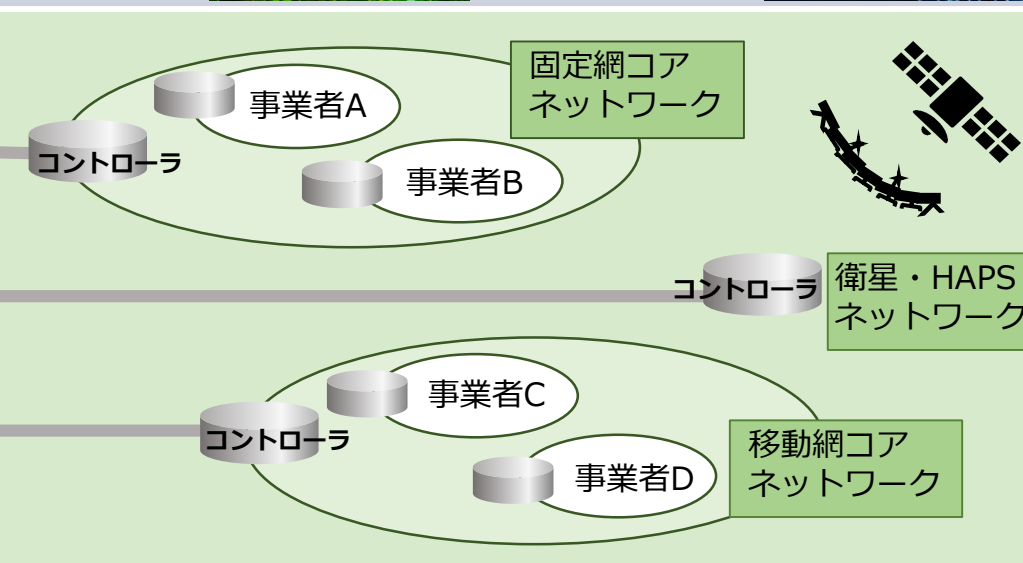 固定網コア
ネットワーク
事業者A
コントローラ
事業者B
衛星・HAPS
ネットワーク
コントローラ
事業者C
コントローラ
移動網コア
ネットワーク
事業者D